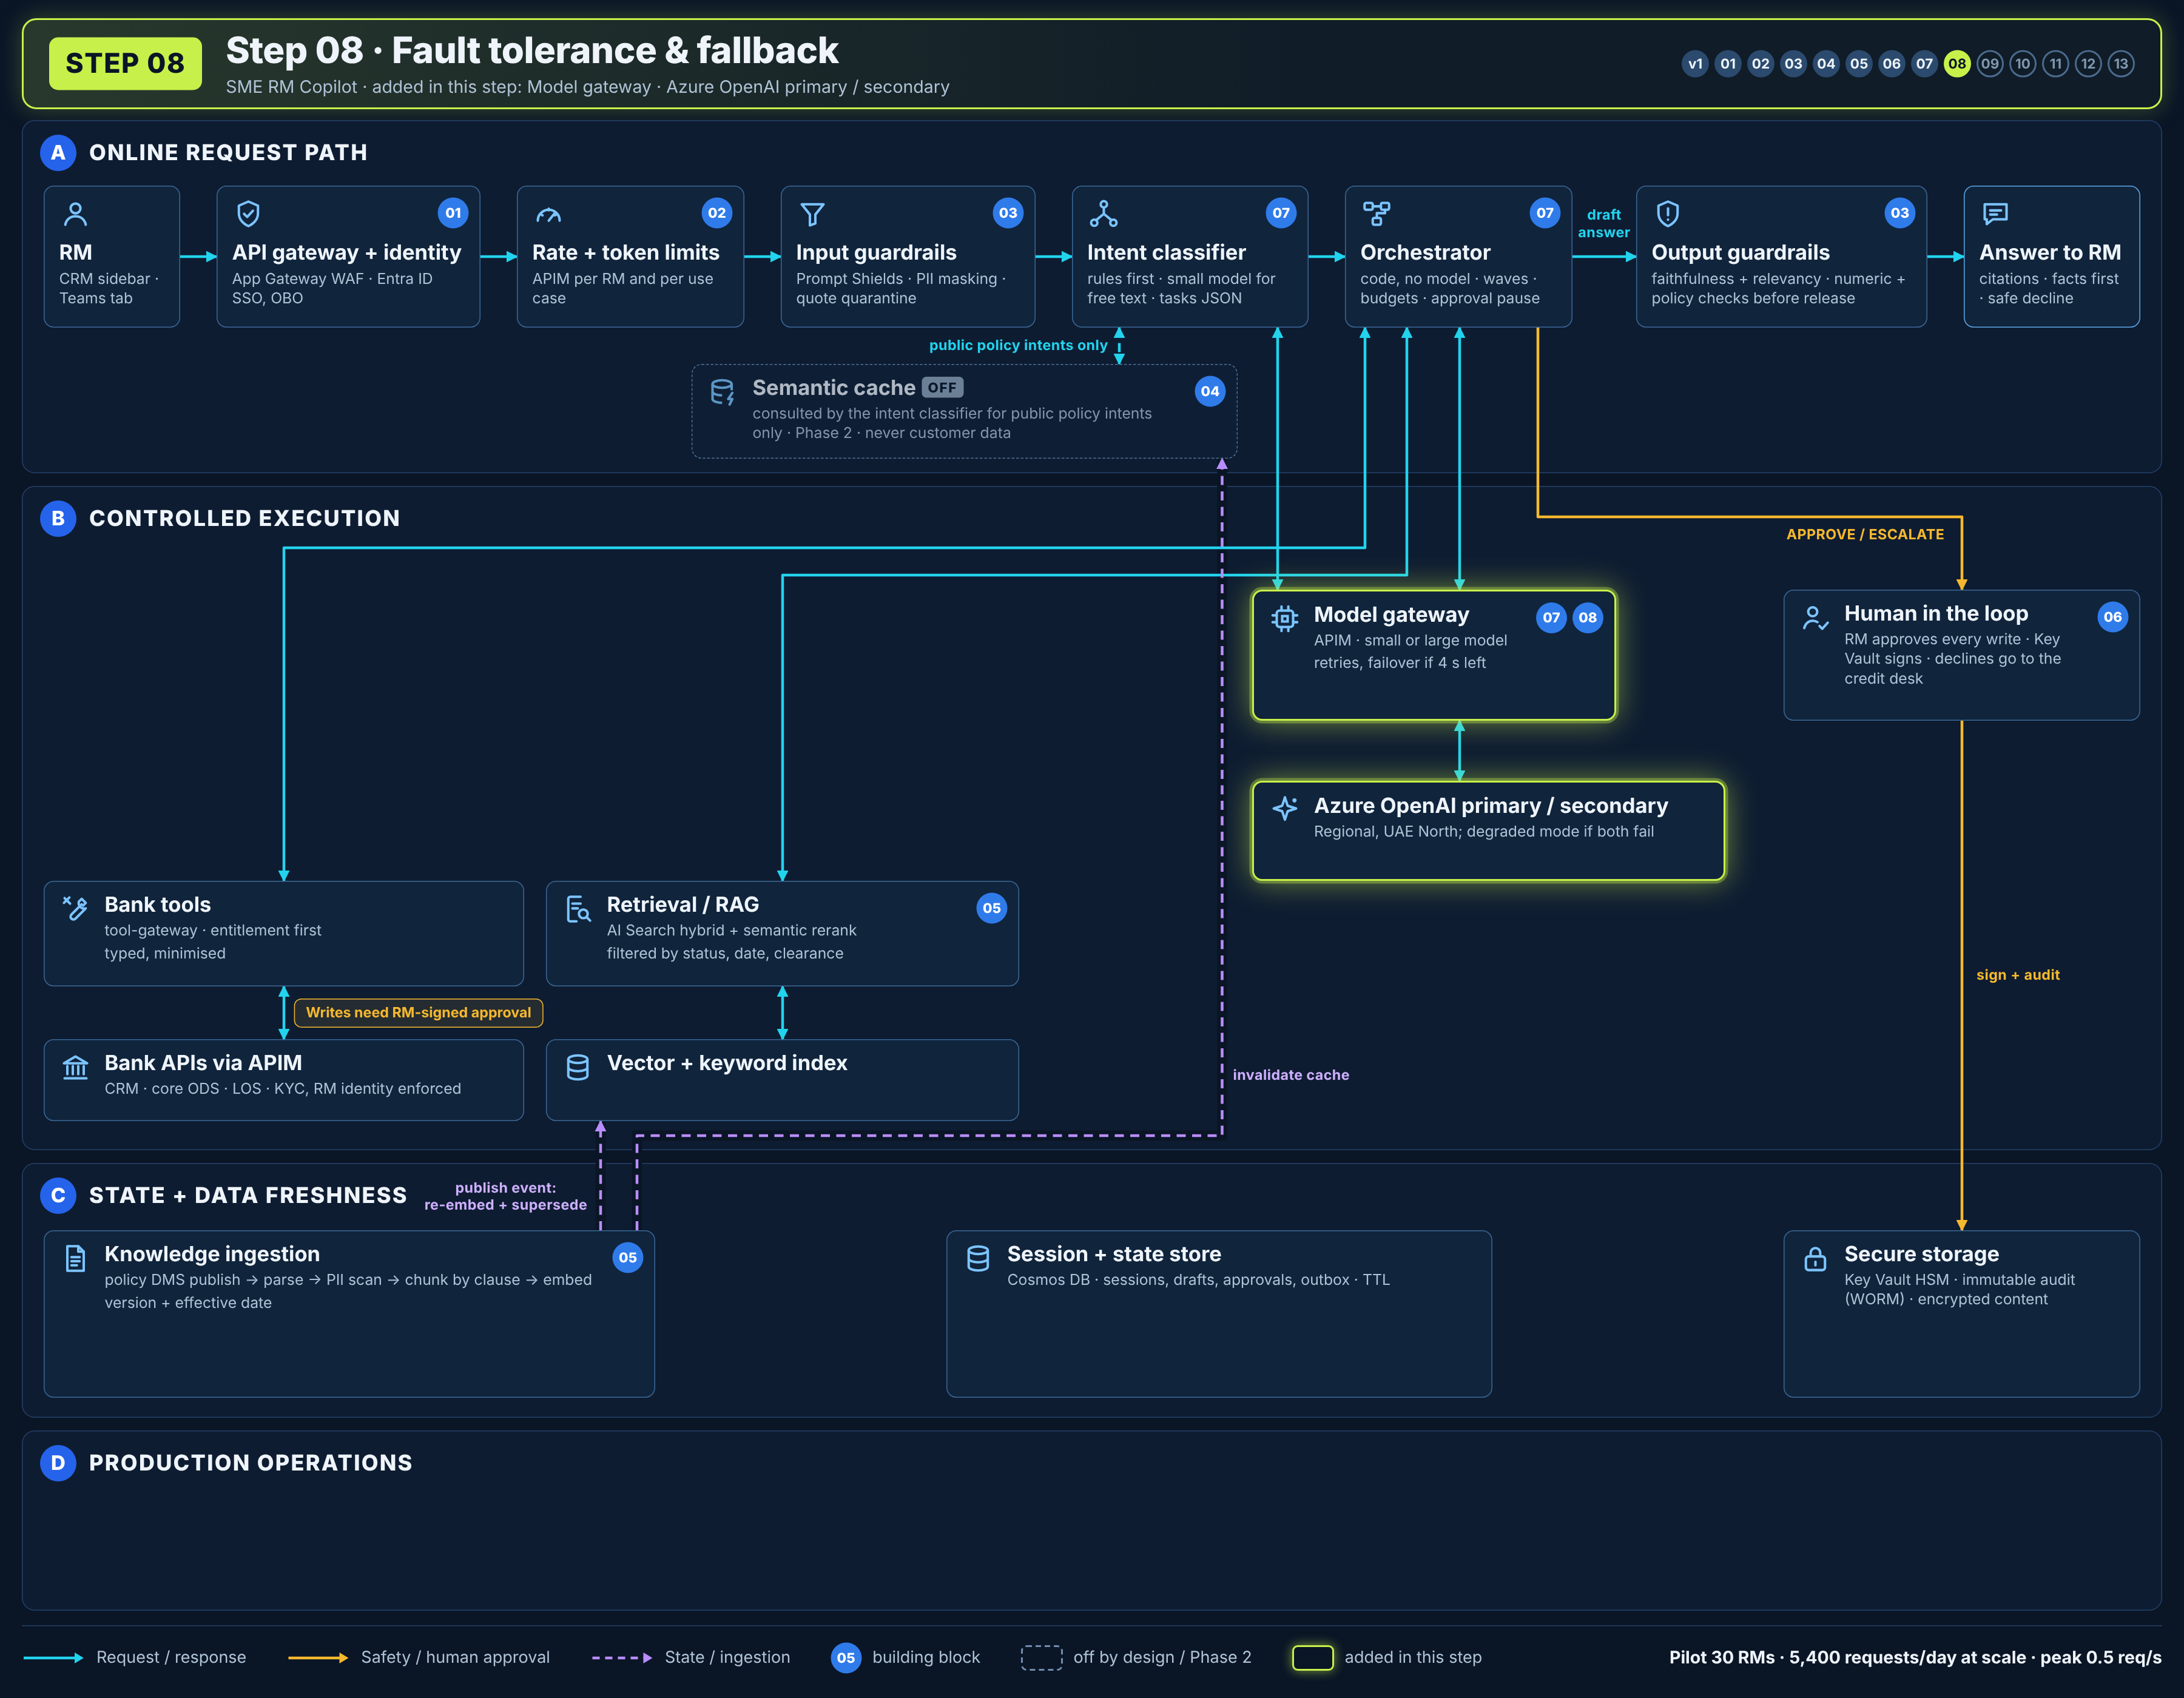 STEP 08
Step 08 · Fault tolerance & fallback
SME RM Copilot · added in this step: Model gateway · Azure OpenAI primary / secondary
v1 01 02 03 04 05 06 07 08 09 10 11 12 13
A ONLINE REQUEST PATH
RM
CRM sidebar ·
Teams tab
01
API gateway + identity
App Gateway WAF · Entra ID
SSO, OBO
02
Rate + token limits
APIM per RM and per use
case
03
Input guardrails
Prompt Shields · PII masking ·
quote quarantine
07
Intent classifier
rules first · small model for
free text · tasks JSON
07
Orchestrator
code, no model · waves ·
budgets · approval pause
draft
answer
03
Output guardrails
faithfulness + relevancy · numeric +
policy checks before release
Answer to RM
citations · facts first
· safe decline
public policy intents only
Semantic cache OFF
04
consulted by the intent classifier for public policy intents
only · Phase 2 · never customer data
B CONTROLLED EXECUTION
APPROVE / ESCALATE
Model gateway
07 08
APIM · small or large model
retries, failover if 4 s left
Human in the loop
06
RM approves every write · Key
Vault signs · declines go to the
credit desk
Azure OpenAI primary / secondary
Regional, UAE North; degraded mode if both fail
Bank tools
tool-gateway · entitlement first
typed, minimised
Retrieval / RAG
05
AI Search hybrid + semantic rerank
filtered by status, date, clearance
sign + audit
Writes need RM-signed approval
Bank APIs via APIM
CRM · core ODS · LOS · KYC, RM identity enforced
Vector + keyword index
invalidate cache
C STATE + DATA FRESHNESS
publish event:
re-embed + supersede
Knowledge ingestion
05
policy DMS publish → parse → PII scan → chunk by clause → embed
version + effective date
Session + state store
Cosmos DB · sessions, drafts, approvals, outbox · TTL
Secure storage
Key Vault HSM · immutable audit
(WORM) · encrypted content
D PRODUCTION OPERATIONS
Request / response
Safety / human approval
State / ingestion
05 building block
off by design / Phase 2
added in this step
Pilot 30 RMs · 5,400 requests/day at scale · peak 0.5 req/s